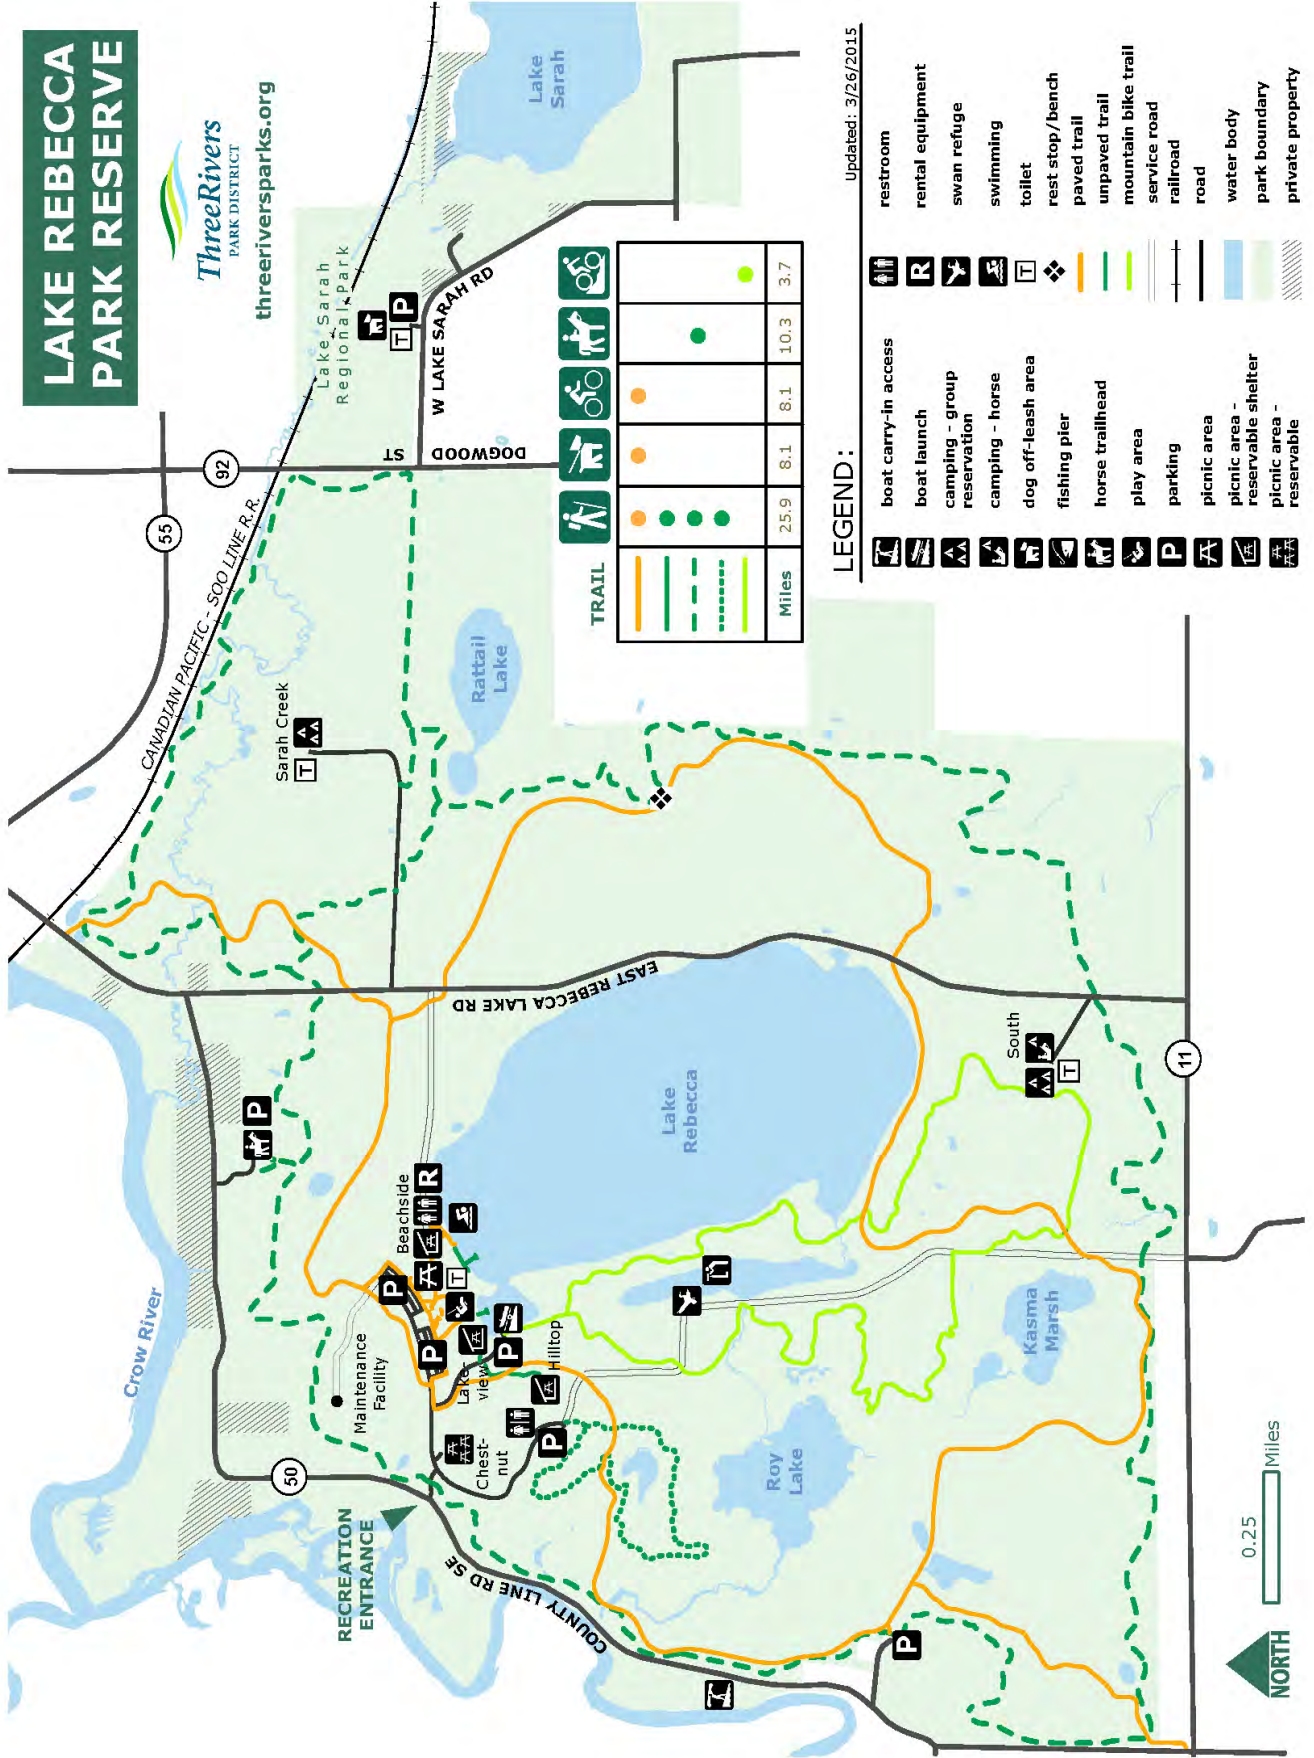 LAKE REBECCA
PARK RESERVE
ThreeRivers
PARK DISTRICT
threeriversparks.org
Lake
Sarah
Lake Sarah
Regional Park
T
P
W LAKE SARAH RD
DOGWOOD
ST
92
55
CANADIAN PACIFIC - SOO LINE R.R.
Sarah Creek
T
Rattail
Lake
TRAIL
Miles
25.9
8.1
8.1
10.3
3.7
Updated: 3/26/2015
LEGEND:
boat carry-in access
boat launch
camping - group
reservation
camping - horse
dog off-leash area
fishing pier
horse trailhead
play area
P
parking
picnic area
picnic area -
reservable shelter
picnic area -
reservable
restroom
R
rental equipment
swan refuge
swimming
T
toilet
rest stop/bench
paved trail
unpaved trail
mountain bike trail
service road
railroad
road
water body
park boundary
private property
EAST REBECCA LAKE RD
Lake
Rebecca
South
T
11
P
Crow River
Beachside
R
T
P
P
P
Maintenance
Facility
Lake-
view
Hilltop
Chest-
nut
P
50
RECREATION
ENTRANCE
COUNTY LINE RD SE
Roy
Lake
Kasma
Marsh
P
0.25
Miles
NORTH